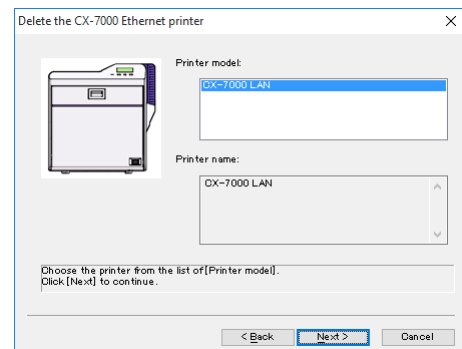 Delete the CX-7000 Ethernet printer
Printer model:
CX-7000 LAN
Printer name:
CX-7000 LAN
Choose the printer from the list of[Printer model].
Click [Next] to continue.
< Back
Next >
Cancel